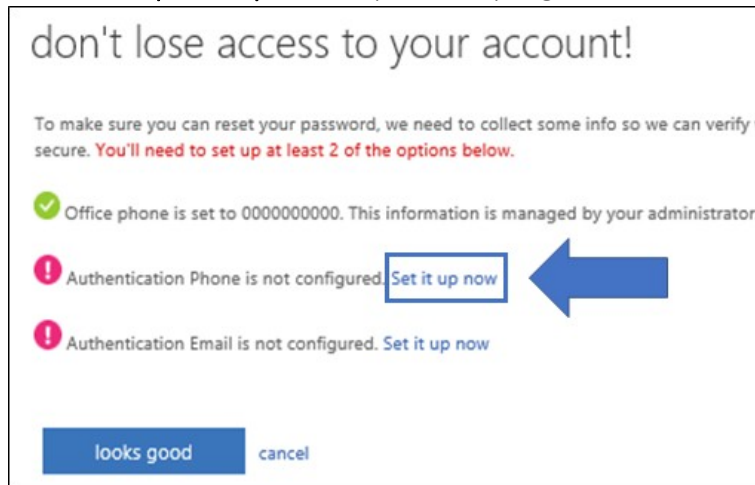 don't lose access to your account!
To make sure you can reset your password, we need to collect some info so we can verify
secure. You'll need to set up at least 2 of the options below.
Office phone is set to 0000000000. This information is managed by your administrator
Authentication Phone is not configured. Set it up now
Authentication Email is not configured. Set it up now
looks good cancel